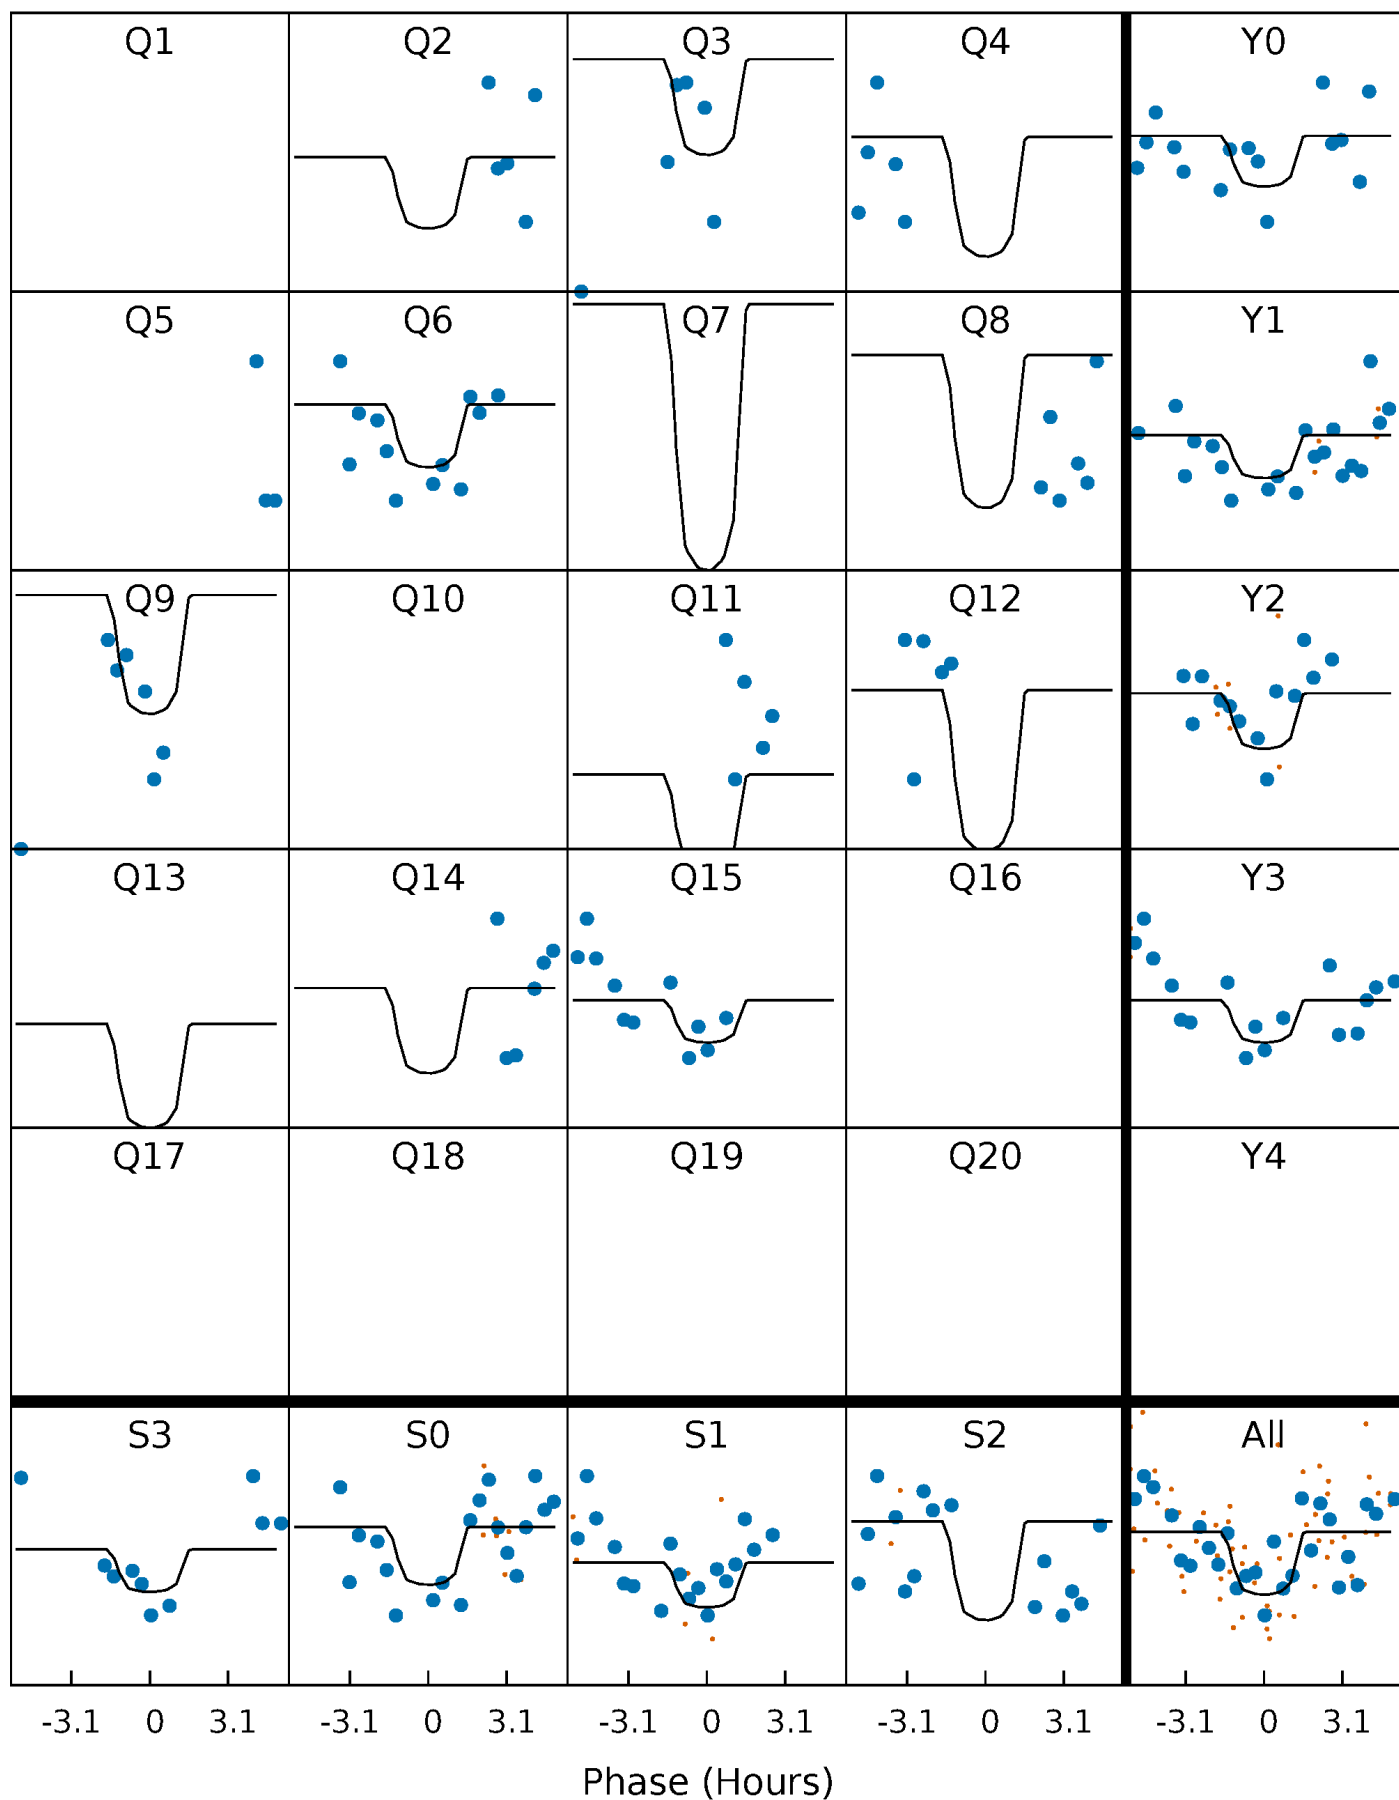 Q1 Q2 Q3 Q4 Y0
Q5 Q6 Q7 Q8 Y1
Q9 Q10 Q11 Q12 Y2
Q13 Q14 Q15 Q16 Y3
Q17 Q18 Q19 Q20 Y4
S3 S0 S1 S2 All
-3.1 0 3.1 -3.1 0 3.1 -3.1 0 3.1 -3.1 0 3.1 -3.1 0 3.1
Phase (Hours)